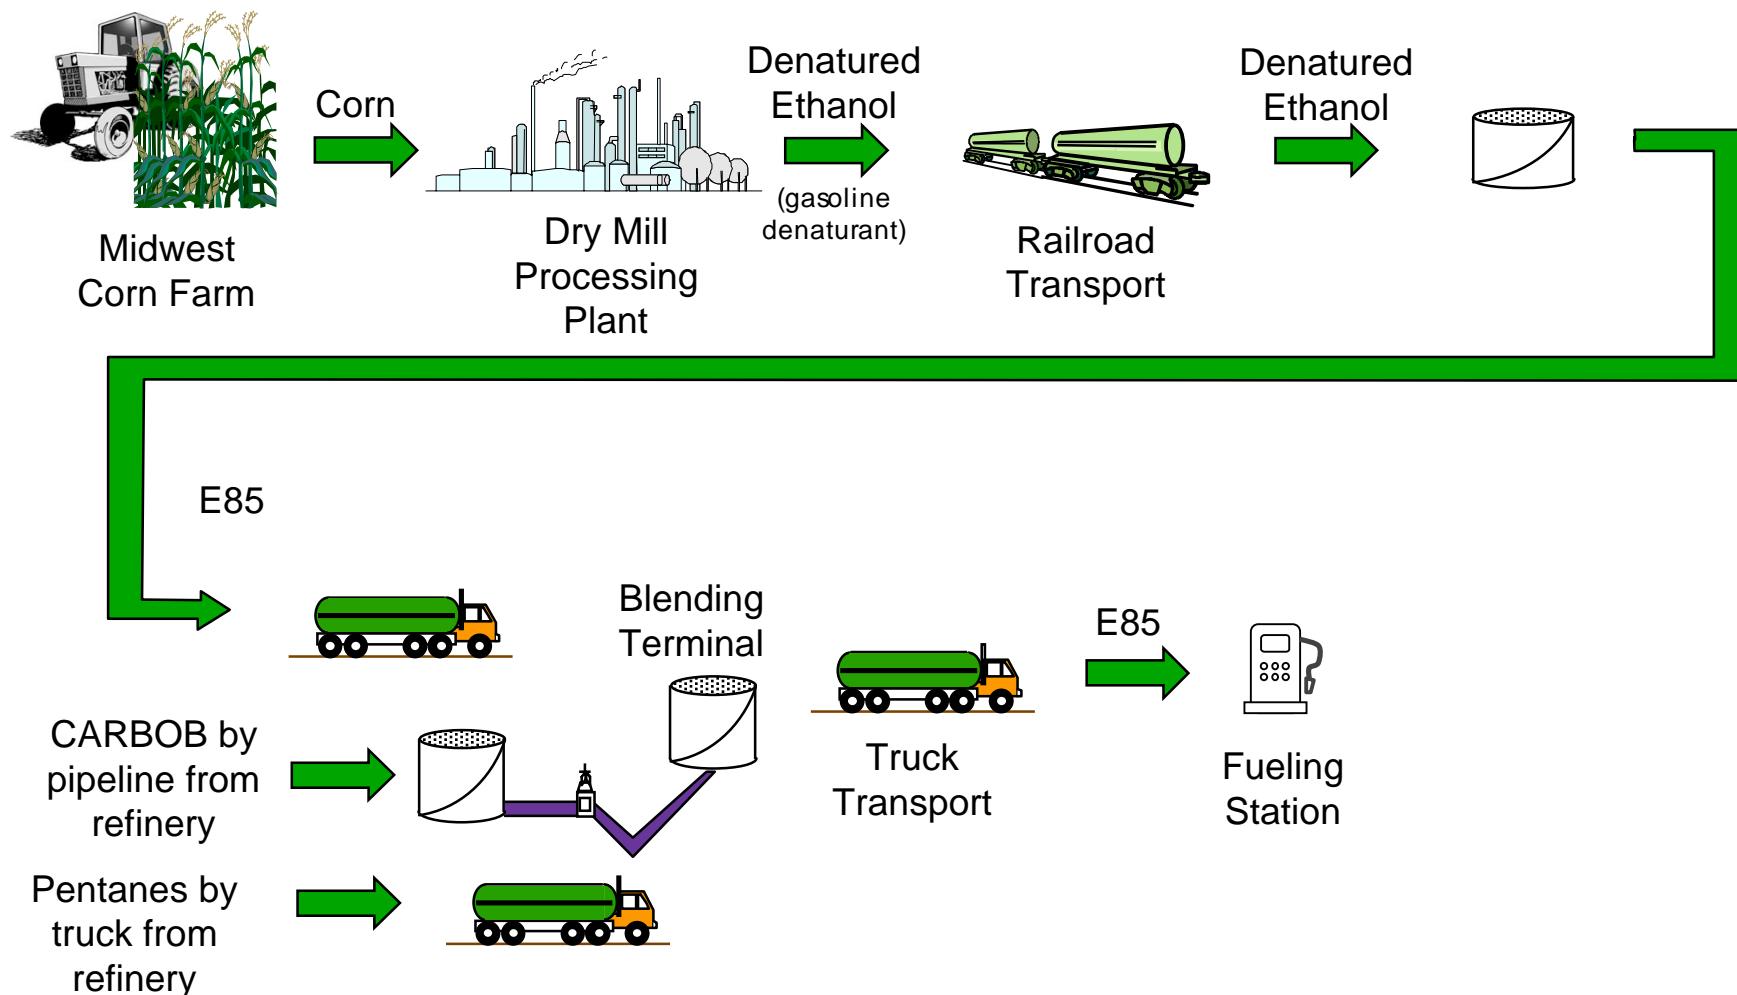 Midwest
Corn Farm
Corn
Dry Mill
Processing
Plant
Denatured
Ethanol
(gasoline
denaturant)
Railroad
Transport
Denatured
Ethanol
E85
Blending
Terminal
CARBOB by
pipeline from
refinery
Pentanes by
truck from
refinery
Truck
Transport
E85
Fueling
Station